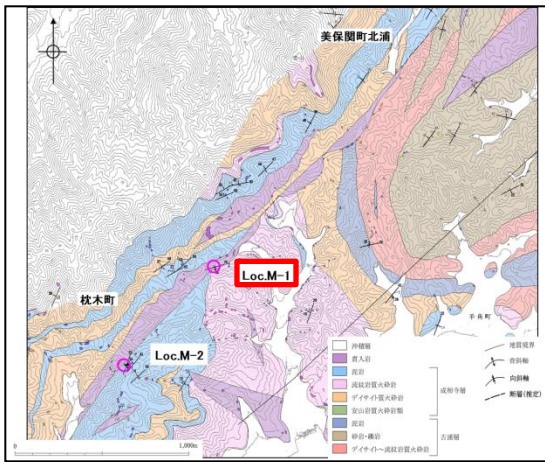 美保関町北浦
Loc.M-1
枕木町
Loc.M-2
手角町
沖積層
貫入岩
泥岩
流紋岩質火砕岩
デイサイト質火砕岩
安山岩質火砕岩類
成相寺層
泥岩
砂岩・礫岩
デイサイト~流紋岩質火砕岩
古浦層
地質境界
背斜軸
向斜軸
断層(推定)
0
1,000m